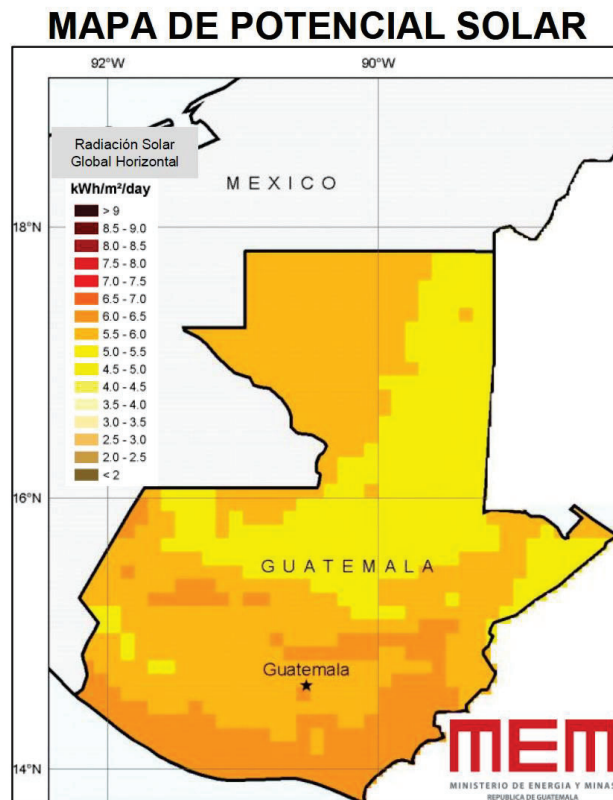 MAPA DE POTENCIAL SOLAR
92°W
90°W
Radiación Solar
Global Horizontal
kWh/m²/day
> 9
8.5 - 9.0
8.0 - 8.5
7.5 - 8.0
7.0 - 7.5
6.5 - 7.0
6.0 - 6.5
5.5 - 6.0
5.0 - 5.5
4.5 - 5.0
4.0 - 4.5
3.5 - 4.0
3.0 - 3.5
2.5 - 3.0
2.0 - 2.5
< 2
MEXICO
18°N
16°N
GUATEMALA
Guatemala
14°N
MEM
MINISTERIO DE ENERGIA Y MINAS
REPUBLICA DE GUATEMALA